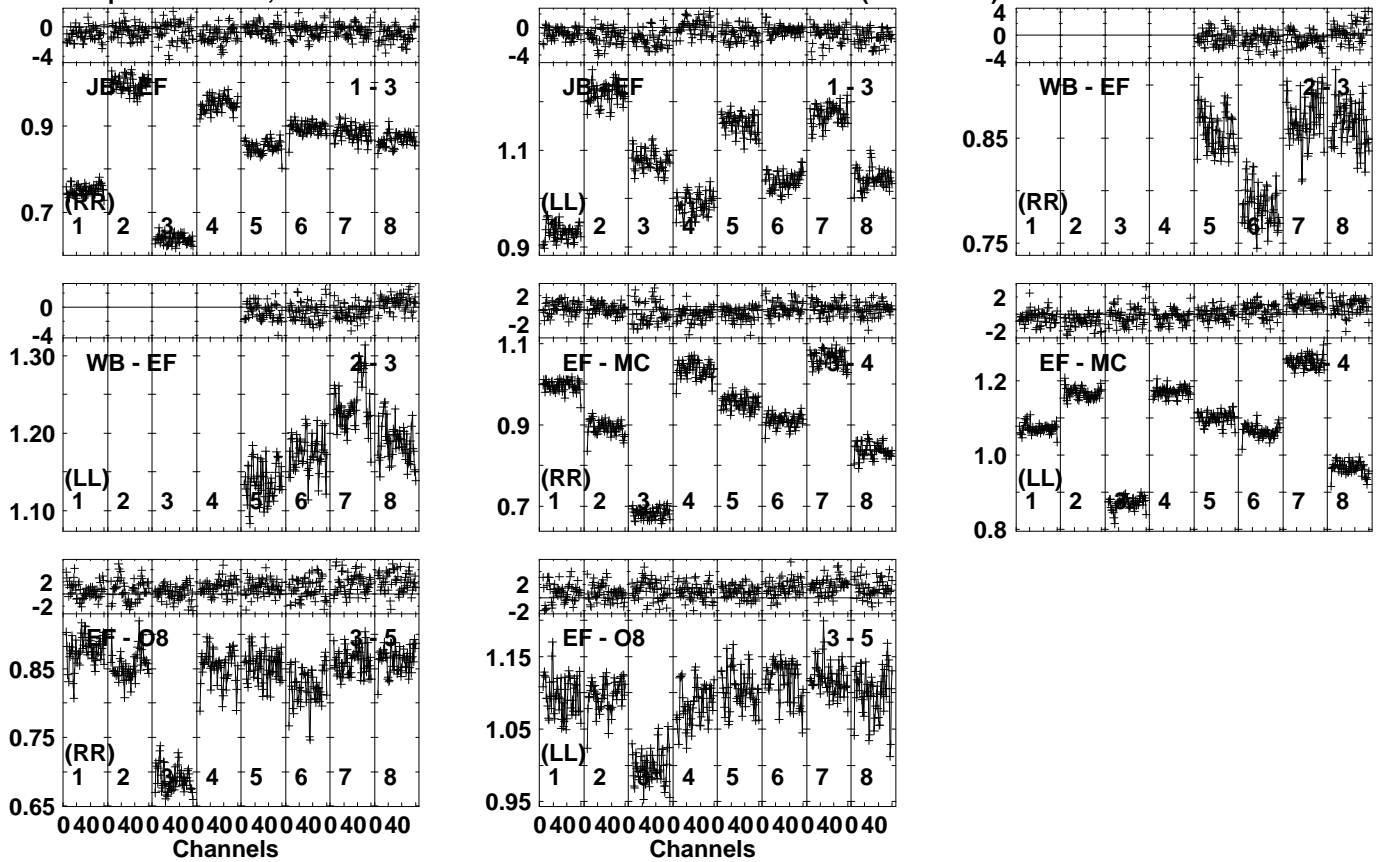 0
-4
JB - EF
1 - 3
0.9
0.7
(RR)
1 2 3 4 5 6 7 8
0
-4
JB - EF
1 - 3
1.1
0.9
(LL)
1 2 3 4 5 6 7 8
4
0
-4
WB - EF
2 - 3
0.85
0.75
(RR)
1 2 3 4 5 6 7 8
0
-4
WB - EF
2 - 3
1.30
1.20
1.10
(LL)
1 2 3 4 5 6 7 8
2
-2
EF - MC
3 - 4
1.1
0.9
0.7
(RR)
1 2 3 4 5 6 7 8
2
-2
EF - MC
3 - 4
1.2
1.0
0.8
(LL)
1 2 3 4 5 6 7 8
2
-2
EF - O8
3 - 5
0.85
0.75
0.65
(RR)
1 2 3 4 5 6 7 8
0 40 0 40 0 40 0 40 0 40 0 40 0 40 0 40
Channels
2
-2
EF - O8
3 - 5
1.15
1.05
0.95
(LL)
1 2 3 4 5 6 7 8
0 40 0 40 0 40 0 40 0 40 0 40 0 40 0 40
Channels